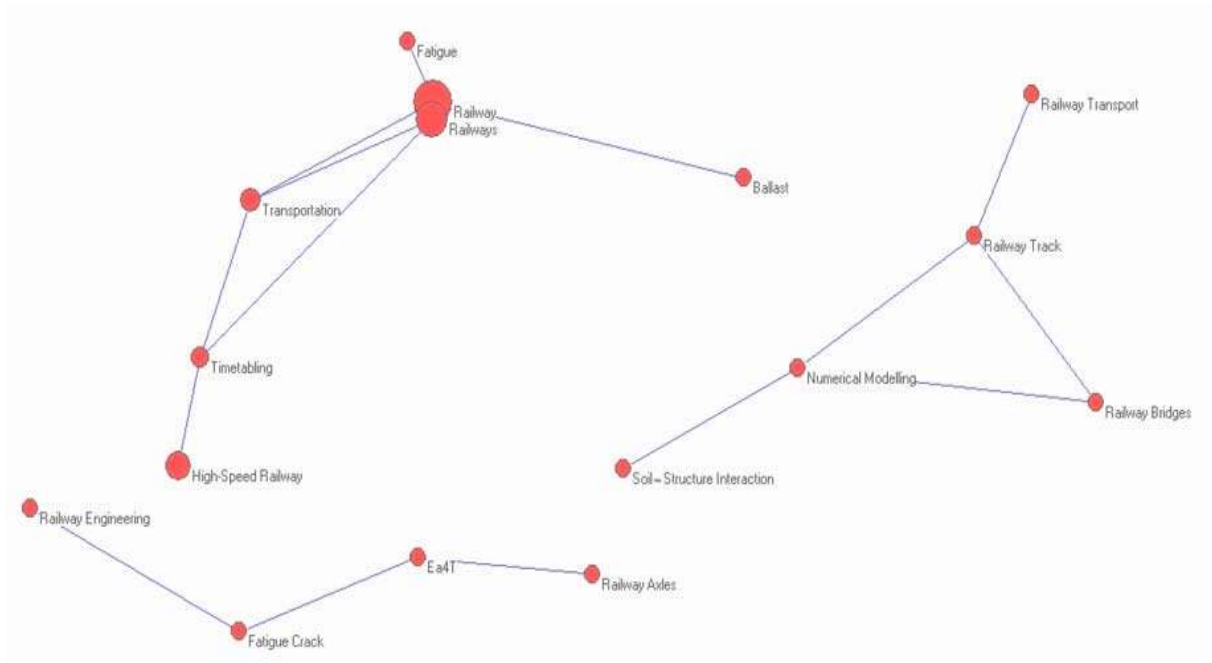 Fatigue
Railway
Railways
Railway Transport
Ballast
Transportation
Railway Track
Timetabling
Numerical Modelling
Railway Bridges
High-Speed Railway
Soil–Structure Interaction
Railway Engineering
Ea4T
Railway Axles
Fatigue Crack